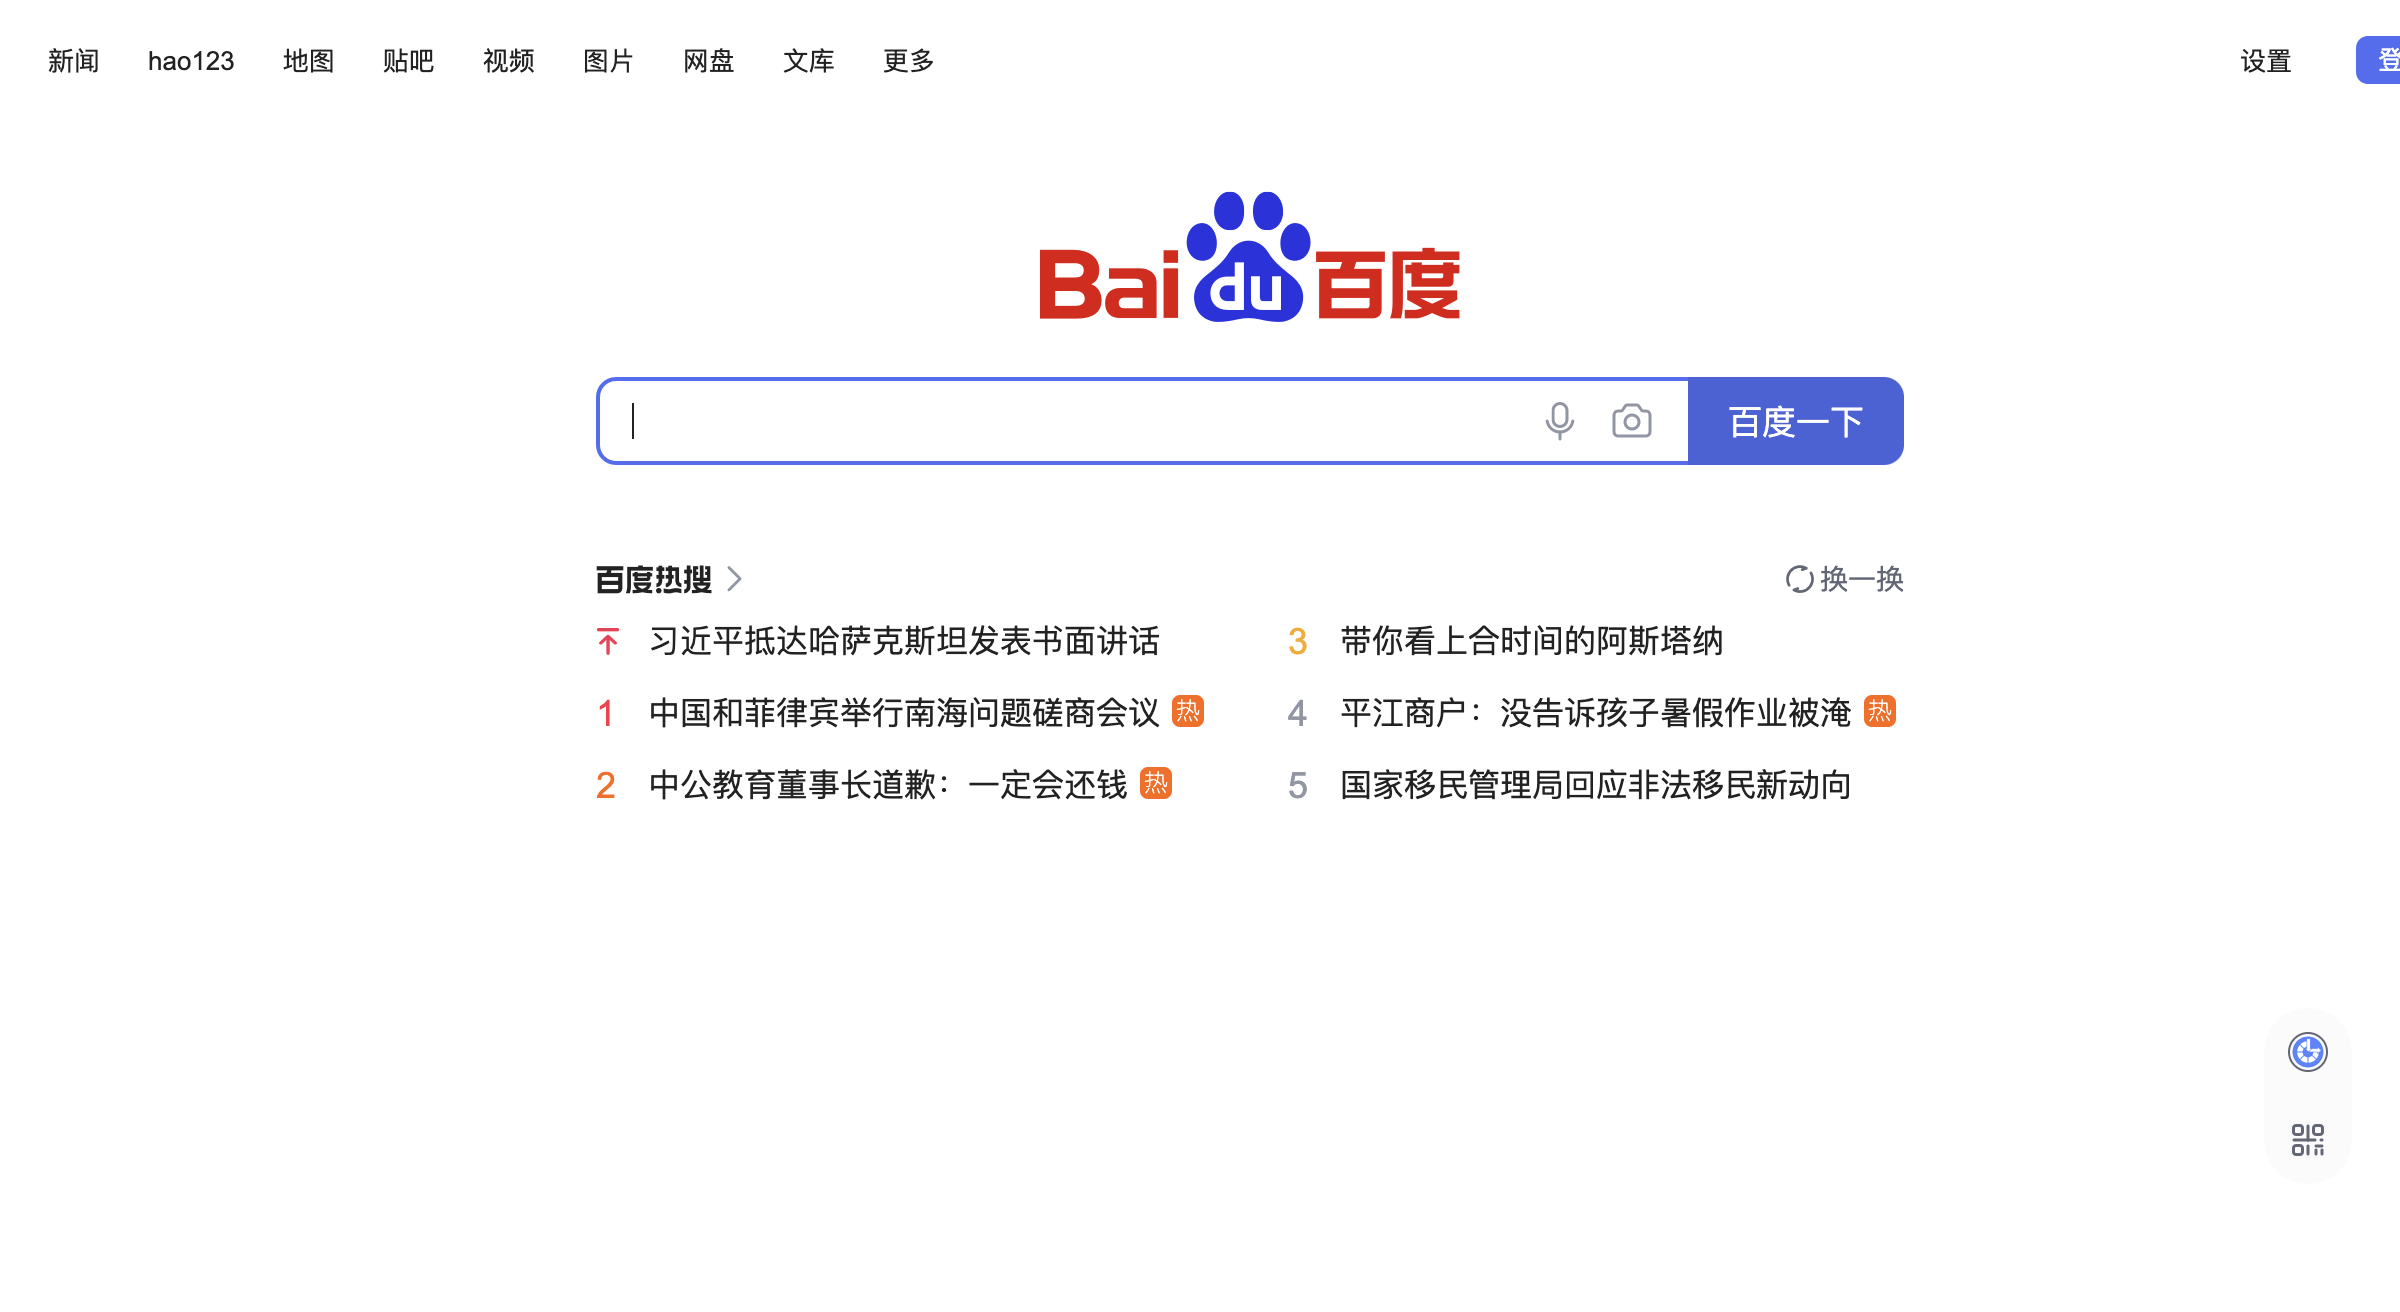 新闻 hao123 地图 贴吧 视频 图片 网盘 文库 更多 设置 登
Bai du 百度
百度一下
百度热搜 换一换
习近平抵达哈萨克斯坦发表书面讲话
1 中国和菲律宾举行南海问题磋商会议 热
2 中公教育董事长道歉：一定会还钱 热
3 带你看上合时间的阿斯塔纳
4 平江商户：没告诉孩子暑假作业被淹 热
5 国家移民管理局回应非法移民新动向